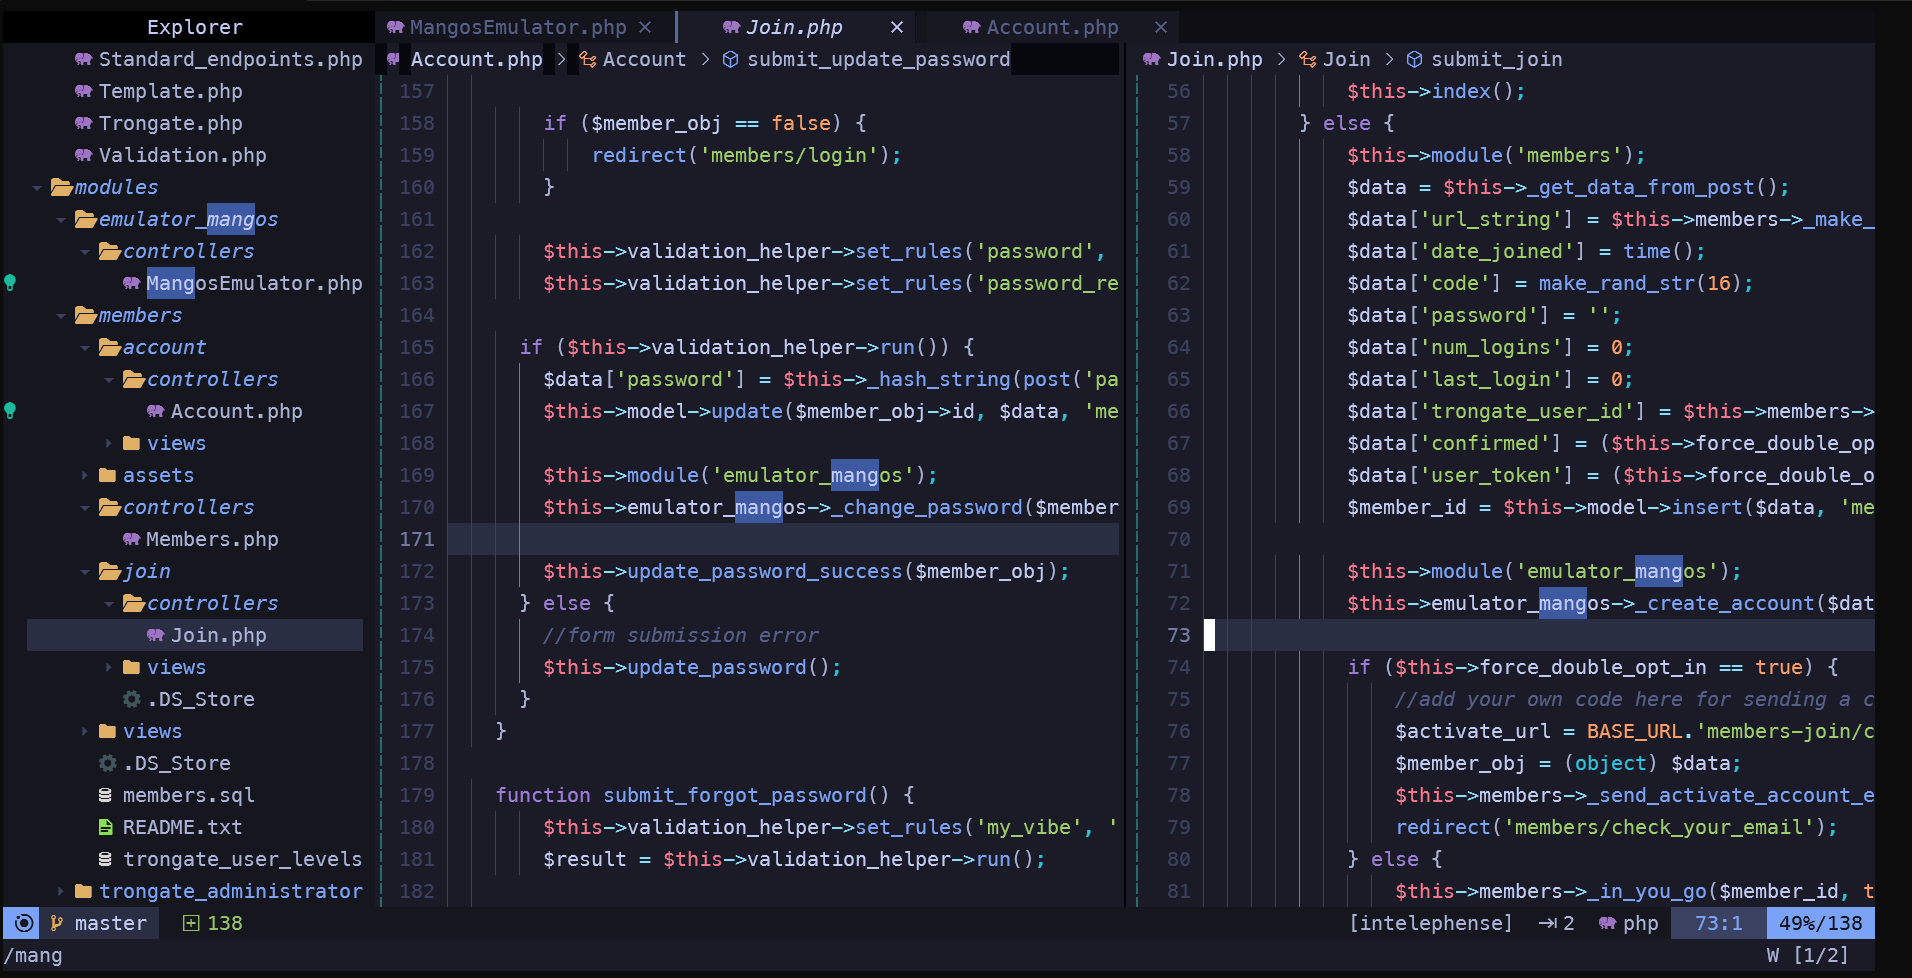 Explorer
Standard_endpoints.php
Template.php
Trongate.php
Validation.php
modules
emulator_mangos
controllers
MangosEmulator.php
members
account
controllers
Account.php
views
assets
controllers
Members.php
join
controllers
Join.php
views
.DS_Store
views
.DS_Store
members.sql
README.txt
trongate_user_levels
trongate_administrator
MangosEmulator.php ×
Join.php ×
Account.php ×
Account.php > Account > submit_update_password
157
158 if ($member_obj == false) {
159 redirect('members/login');
160 }
161
162 $this->validation_helper->set_rules('password',
163 $this->validation_helper->set_rules('password_re
164
165 if ($this->validation_helper->run()) {
166 $data['password'] = $this->_hash_string(post('pa
167 $this->model->update($member_obj->id, $data, 'me
168
169 $this->module('emulator_mangos');
170 $this->emulator_mangos->_change_password($member
171
172 $this->update_password_success($member_obj);
173 } else {
174 //form submission error
175 $this->update_password();
176 }
177 }
178
179 function submit_forgot_password() {
180 $this->validation_helper->set_rules('my_vibe', '
181 $result = $this->validation_helper->run();
182
Join.php > Join > submit_join
56 $this->index();
57 } else {
58 $this->module('members');
59 $data = $this->_get_data_from_post();
60 $data['url_string'] = $this->members->_make_
61 $data['date_joined'] = time();
62 $data['code'] = make_rand_str(16);
63 $data['password'] = '';
64 $data['num_logins'] = 0;
65 $data['last_login'] = 0;
66 $data['trongate_user_id'] = $this->members->
67 $data['confirmed'] = ($this->force_double_op
68 $data['user_token'] = ($this->force_double_o
69 $member_id = $this->model->insert($data, 'me
70
71 $this->module('emulator_mangos');
72 $this->emulator_mangos->_create_account($dat
73
74 if ($this->force_double_opt_in == true) {
75 //add your own code here for sending a c
76 $activate_url = BASE_URL.'members-join/c
77 $member_obj = (object) $data;
78 $this->members->_send_activate_account_e
79 redirect('members/check_your_email');
80 } else {
81 $this->members->_in_you_go($member_id, t
master 138 [intelephense] 2 php 73:1 49%/138
/mang W [1/2]